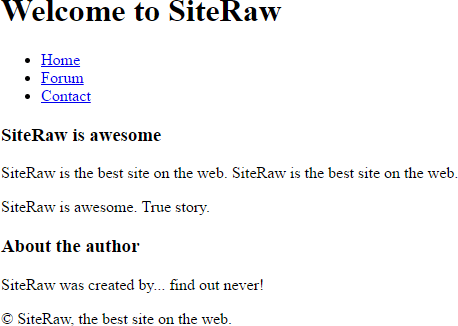 Welcome to SiteRaw
Home
Forum
Contact
SiteRaw is awesome
SiteRaw is the best site on the web. SiteRaw is the best site on the web.
SiteRaw is awesome. True story.
About the author
SiteRaw was created by... find out never!
© SiteRaw, the best site on the web.